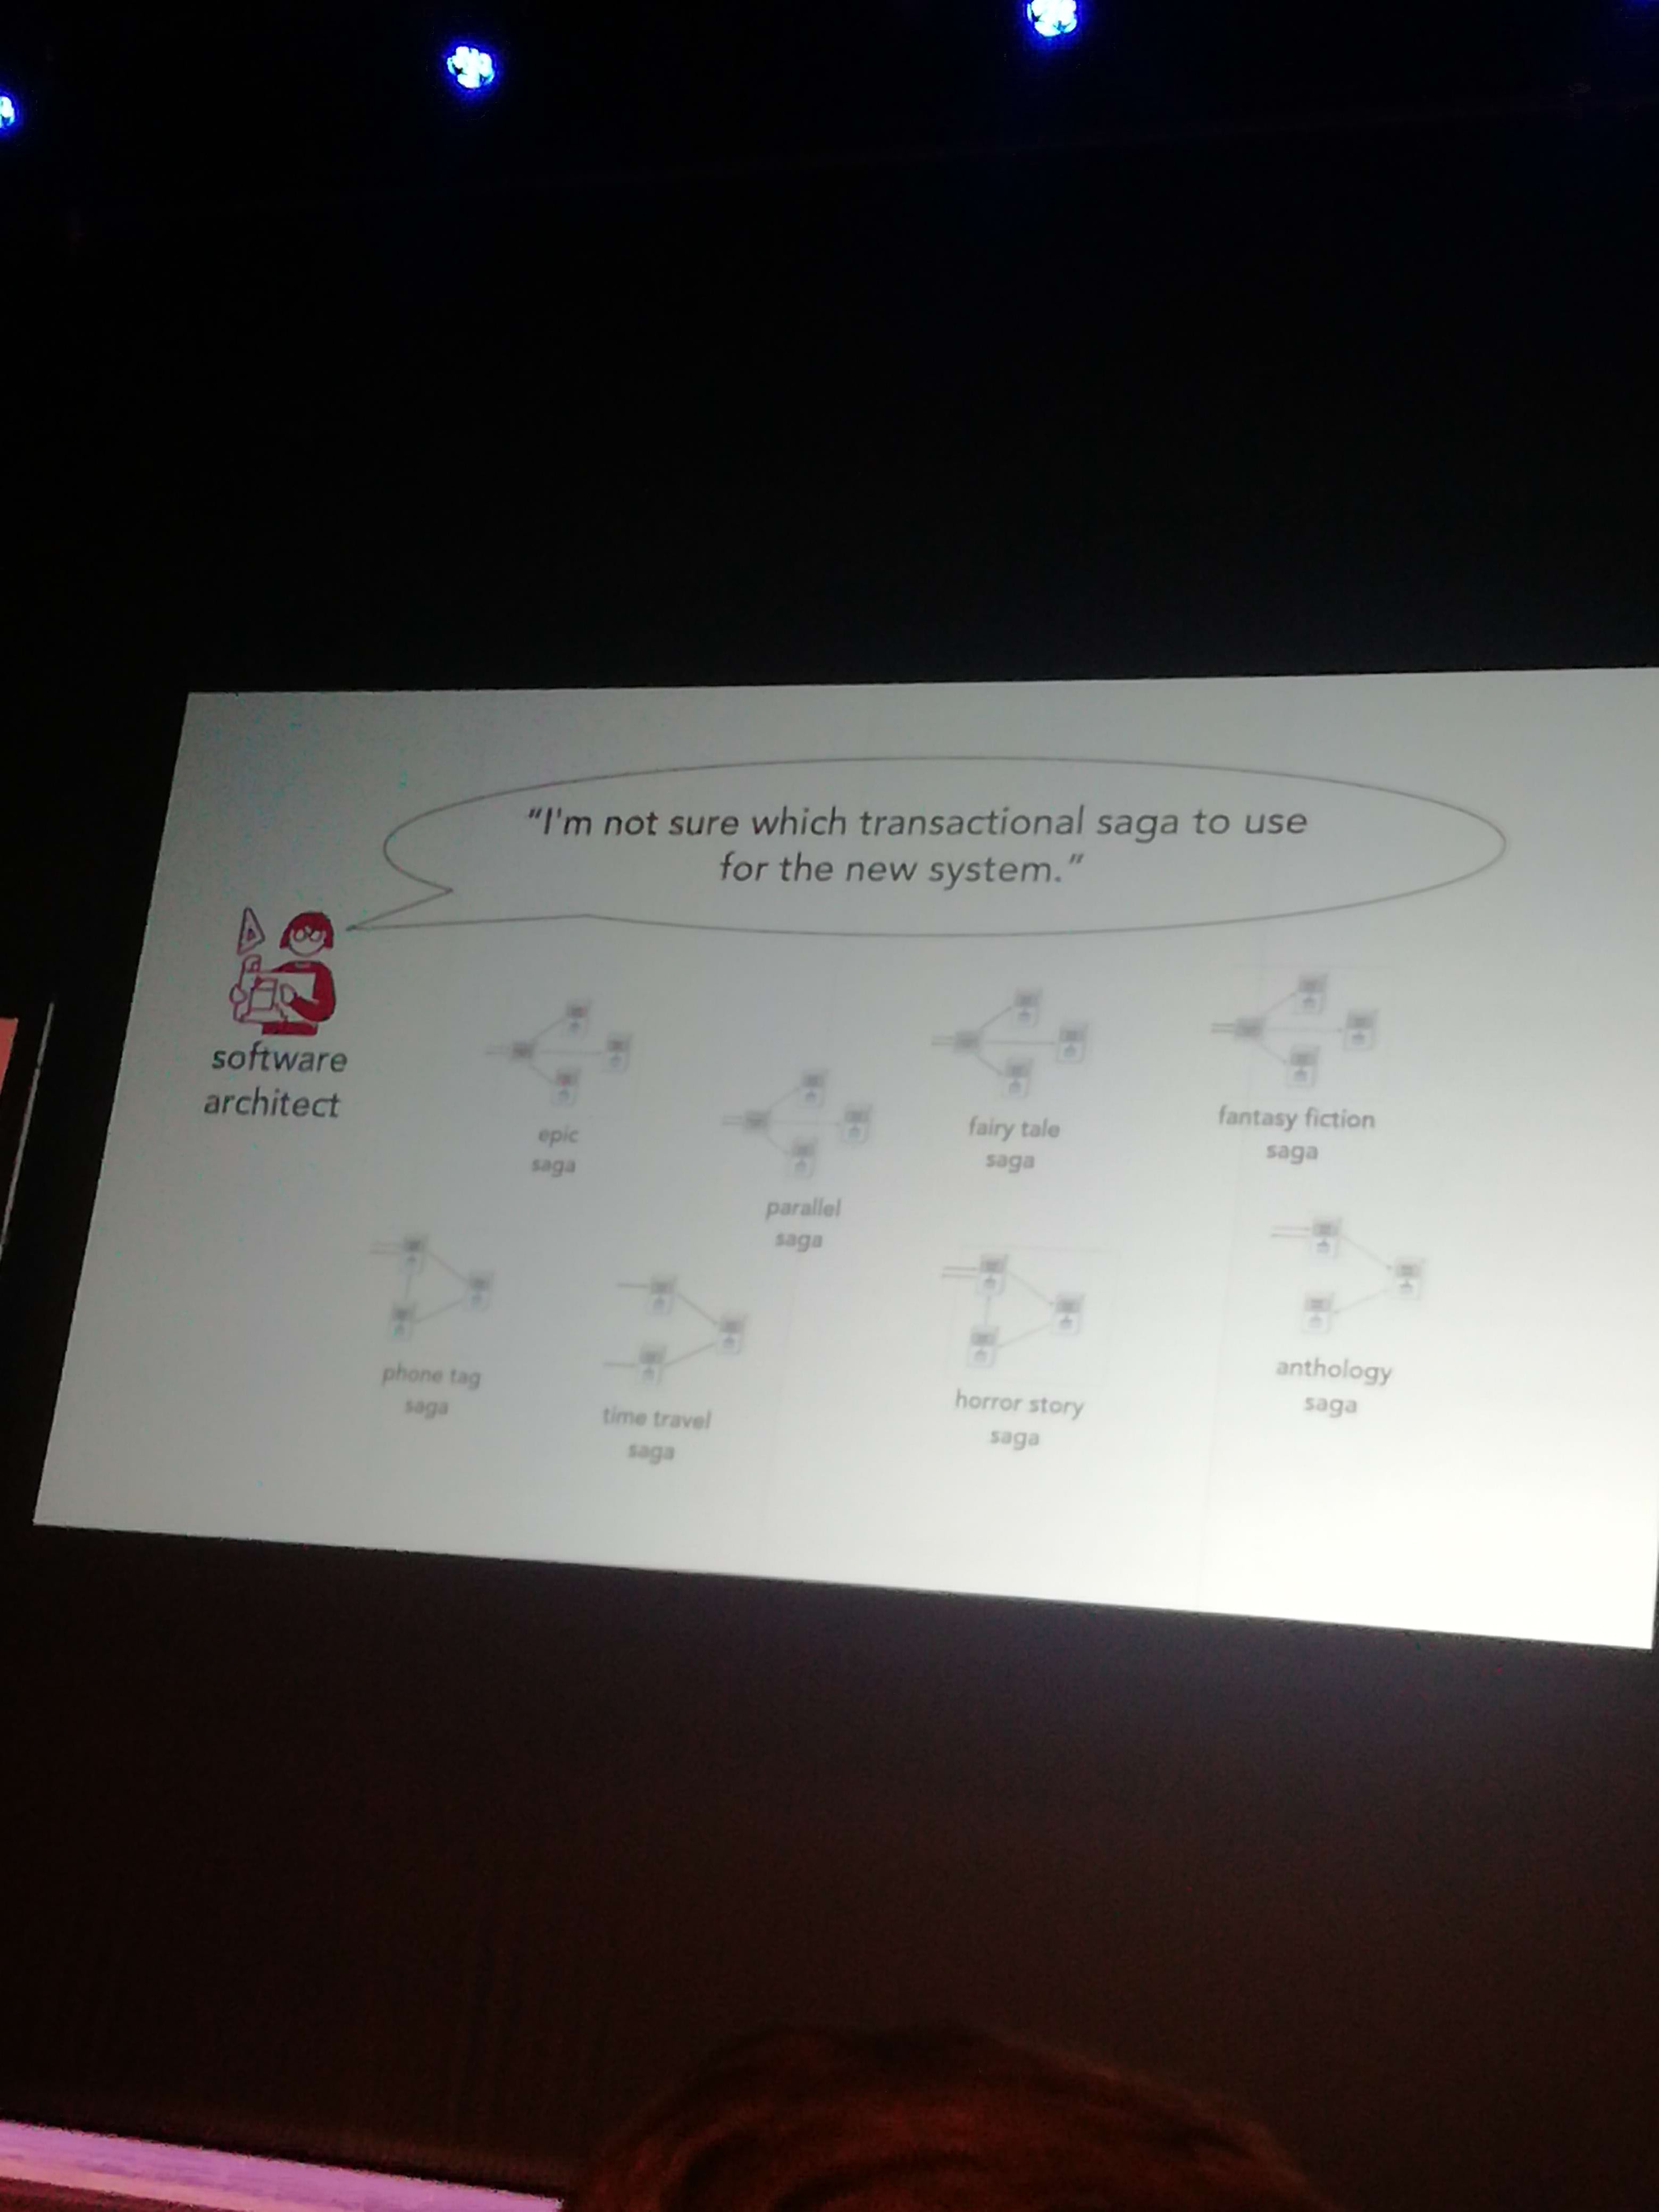 "I'm not sure which transactional saga to use
for the new system."
software
architect
epic
saga
parallel
saga
fairy tale
saga
fantasy fiction
saga
phone tag
saga
time travel
saga
horror story
saga
anthology
saga